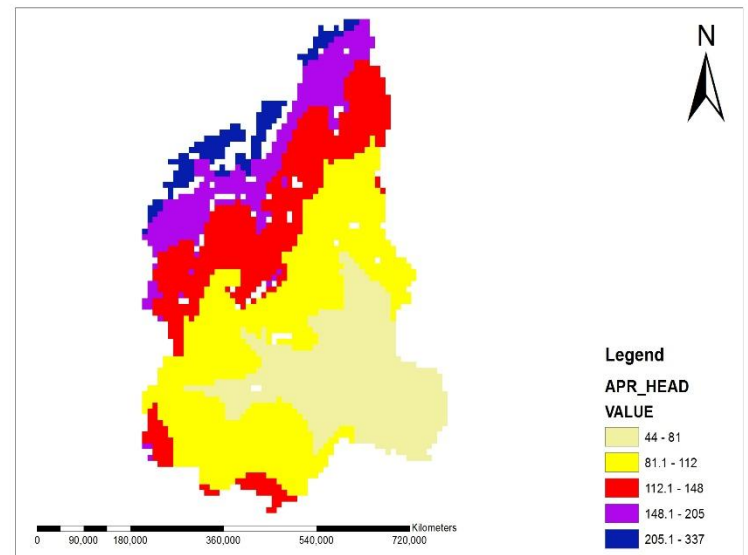 N
Legend
APR_HEAD
VALUE
44 - 81
81.1 - 112
112.1 - 148
148.1 - 205
205.1 - 337
Kilometers
0 90,000 180,000 360,000 540,000 720,000